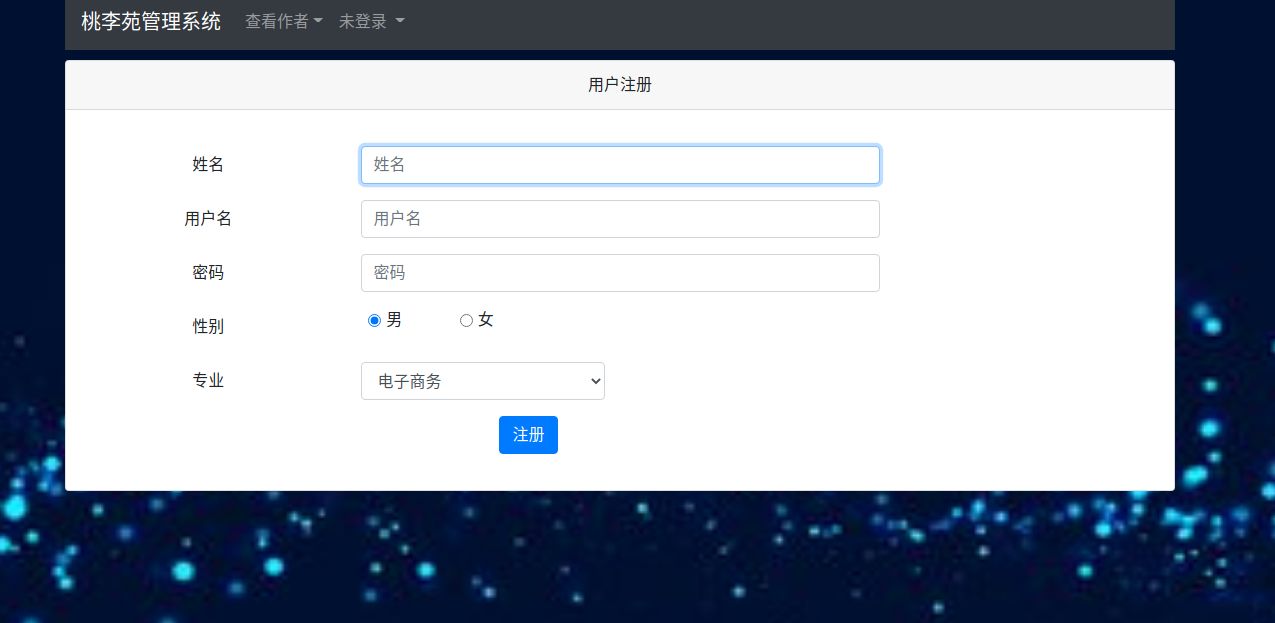 桃李苑管理系统 查看作者 未登录
用户注册
姓名 姓名
用户名 用户名
密码 密码
性别 男 女
专业 电子商务
注册